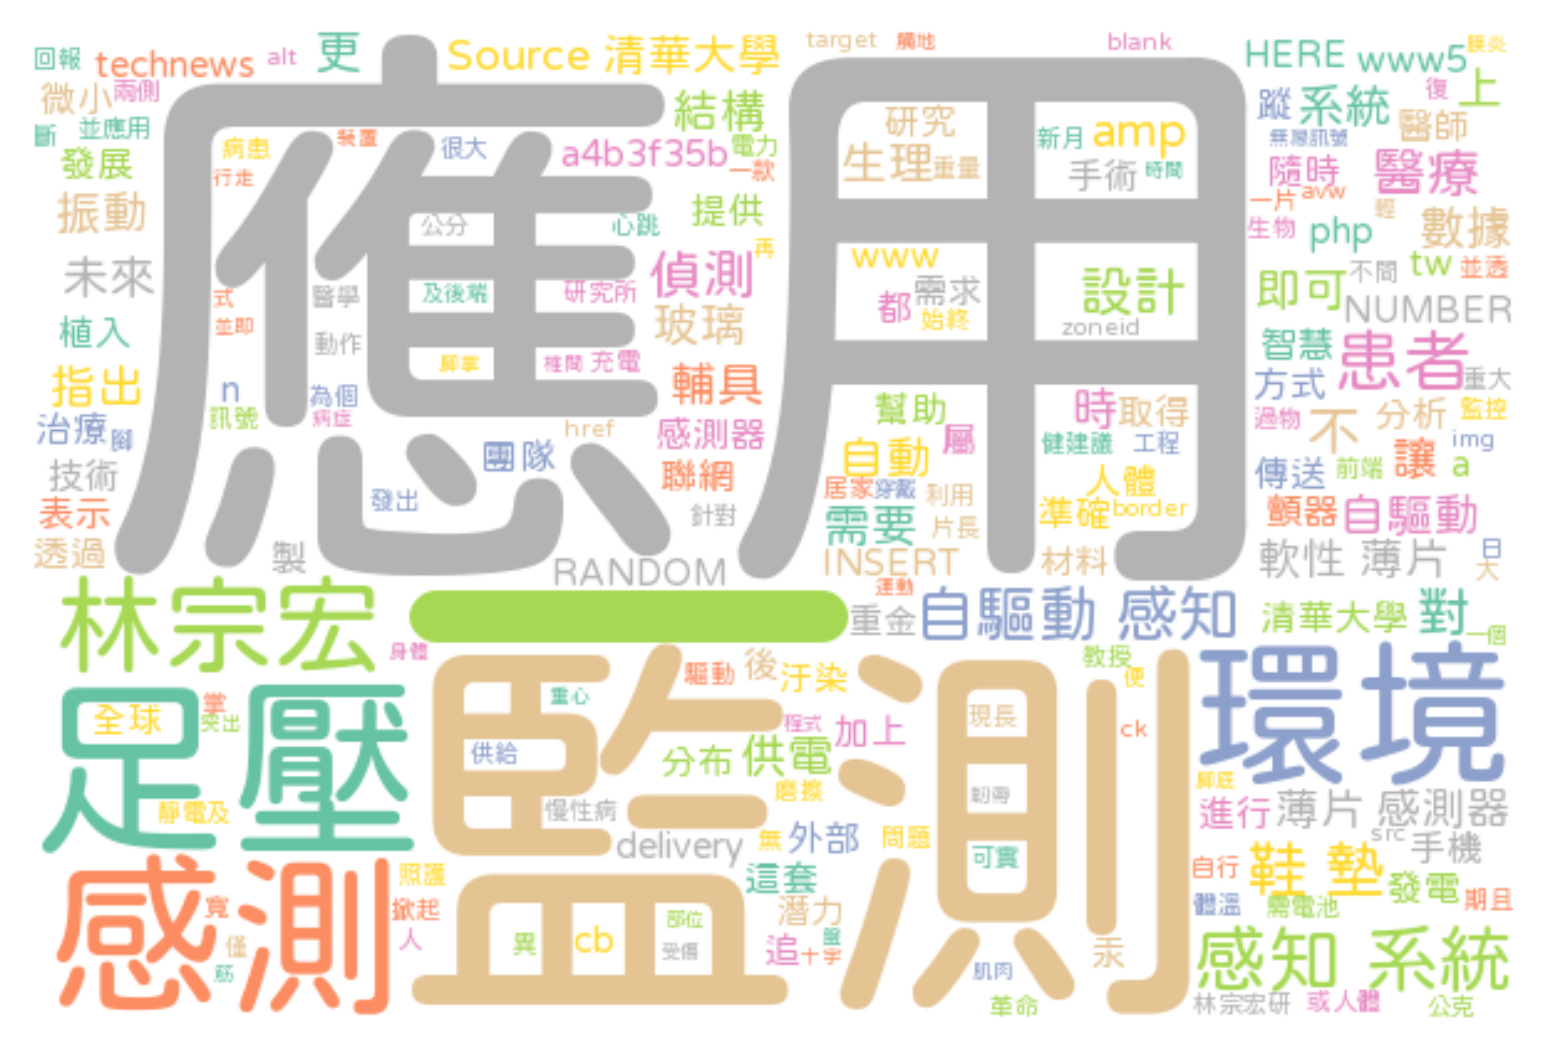 回報 technews alt 更 Source 清華大學 target 觸地 blank HERE www5 膜炎
微小 兩側 結構 復 上
斷 並應用 蹤 系統 醫師
發展 病患 裝置 很大 a4b3f35b 電力 研究 新月 amp 無線訊號
行走 一款 生理 重量 手術 時間 隨時 醫療
振動 公分 心跳 提供 一片 avw 輕 數據
應用
生物 php
未來 偵測 再 www 設計 即可 不間 tw 並透
式 醫學 及後端 研究所 都 需求 NUMBER
植入 並即 動作 玻璃 始終 zoneid 智慧 患者
指出 n 為個 腳掌 椎間 充電 輔具 方式 重大
治療 腳 訊號 病症 href 感測器 幫助 時 取得 過物 不 分析 監控
技術 團隊 聯網 自動 屬 健建議 工程 傳送 前端 讓 img a
表示 發出 針對 居家 穿戴 利用 人體
需要 片長 準確 border 顫器 自驅動
透過 製 RANDOM INSERT 材料 軟性 薄片 日 大
林宗宏 身體 運動 重金 自驅動 感知 清華大學 對 一個
足壓 全球 掌 突出 重心 驅動 後 汙染 教授 便 環境
監測
靜電及 供給 程式 加上 現長 ck
分布 供電
慢性病 磨擦 韌帶 腳底 進行 薄片 感測器
delivery 無 外部 問題 src 手機
感測 照護 這套 可實 自行 鞋墊 發電 期且
寬 掀起 部位 潛力 體溫 需電池
僅 人 異 cb 受傷 追 盤 十字 汞 感知 系統
筋 肌肉 革命 林宗宏研 或人體 公克